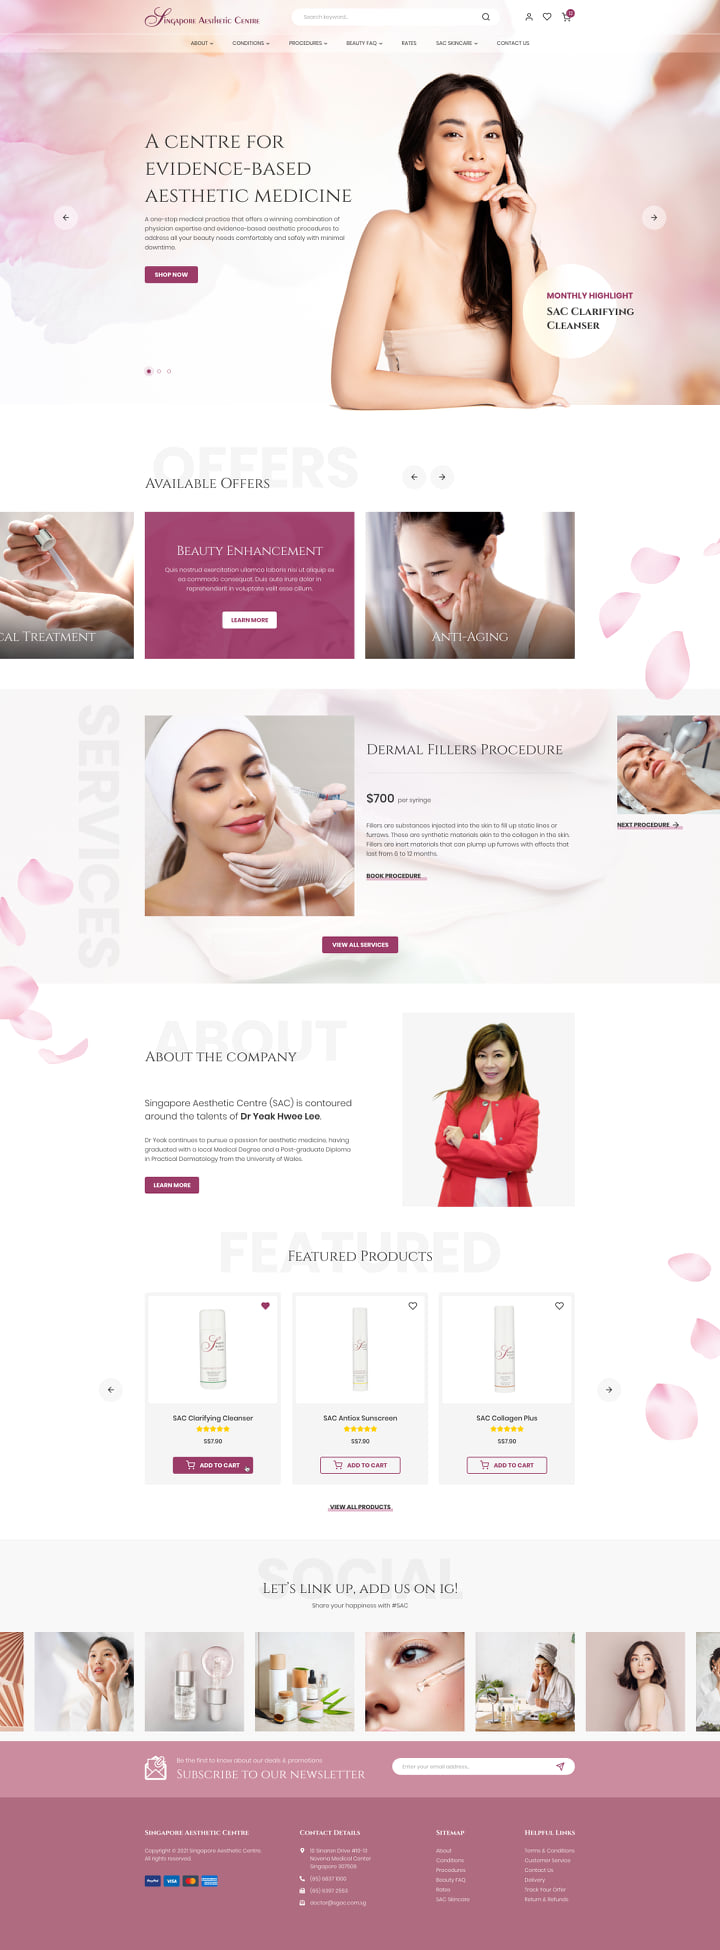 Singapore Aesthetic Centre
Search keyword...
12
ABOUT
CONDITIONS
PROCEDURES
BEAUTY FAQ
RATES
SAC SKINCARE
CONTACT US
A CENTRE FOR
EVIDENCE-BASED
AESTHETIC MEDICINE
A one-stop medical practice that offers a winning combination of
physician expertise and evidence-based aesthetic procedures to
address all your beauty needs comfortably and safely with minimal
downtime.
SHOP NOW
MONTHLY HIGHLIGHT
SAC Clarifying
Cleanser
OFFERS
Available Offers
CAL TREATMENT
Beauty Enhancement
Quis nostrud exercitation ullamco laboris nisi ut aliquip ex
ea commodo consequat. Duis aute irure dolor in
reprehenderit in voluptate velit esse cillum.
LEARN MORE
Anti-Aging
SERVICES
Dermal Fillers Procedure
$700 per syringe
Fillers are substances injected into the skin to fill up static lines or
furrows. These are synthetic materials akin to the collagen in the skin.
Fillers are inert materials that can plump up furrows with effects that
last from 6 to 12 months.
BOOK PROCEDURE
NEXT PROCEDURE
VIEW ALL SERVICES
ABOUT
About the company
Singapore Aesthetic Centre (SAC) is contoured
around the talents of Dr Yeak Hwee Lee.
Dr Yeak continues to pursue a passion for aesthetic medicine, having
graduated with a local Medical Degree and a Post-graduate Diploma
in Practical Dermatology from the University of Wales.
LEARN MORE
FEATURED
Featured Products
SAC Clarifying Cleanser
S$7.90
ADD TO CART
SAC Antiox Sunscreen
S$7.90
ADD TO CART
SAC Collagen Plus
S$7.90
ADD TO CART
VIEW ALL PRODUCTS
SOCIAL
Let's link up, add us on IG!
Share your happiness with #SAC
Be the first to know about our deals & promotions
Subscribe to our newsletter
Enter your email address...
Singapore Aesthetic Centre
Copyright © 2021 Singapore Aesthetic Centre.
All rights reserved.
PayPal
VISA
Contact Details
10 Sinaran Drive #10-12
Novena Medical Center
Singapore 307506
(65) 6837 1000
(65) 6397 2553
doctor@sgac.com.sg
Sitemap
About
Conditions
Procedures
Beauty FAQ
Rates
SAC Skincare
Helpful Links
Terms & Conditions
Customer Service
Contact Us
Delivery
Track Your Offer
Return & Refunds